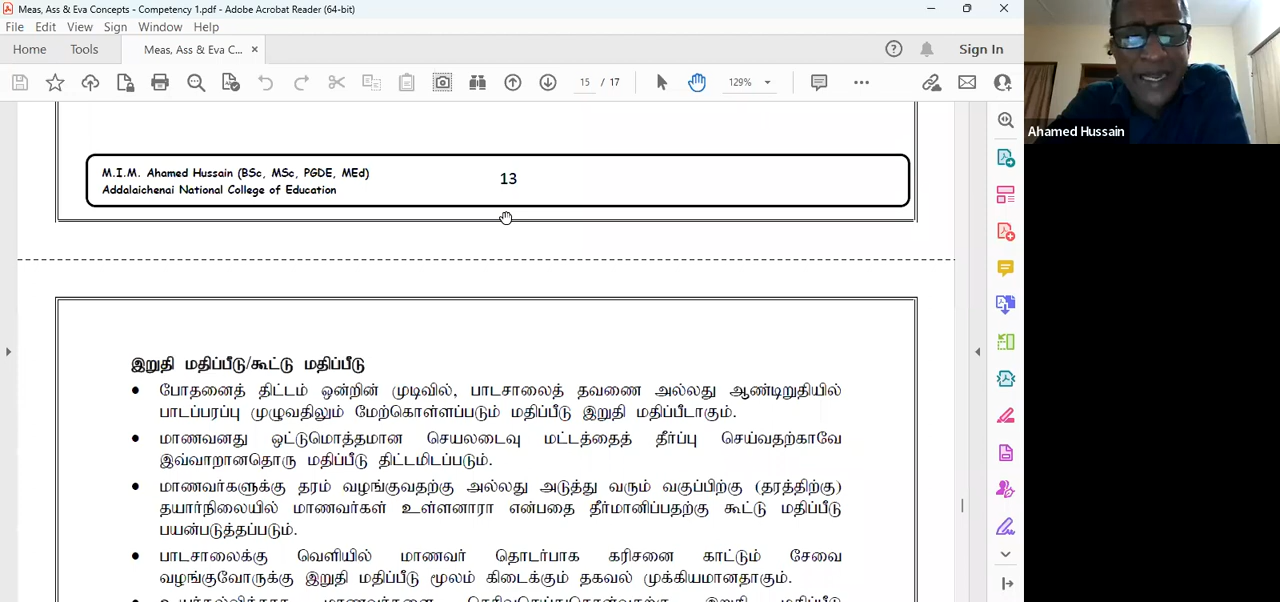 Meas, Ass & Eva Concepts - Competency 1.pdf - Adobe Acrobat Reader (64-bit)
File Edit View Sign Window Help
Home Tools Meas, Ass & Eva C... × Sign In
15 / 17 129%
Ahamed Hussain
M.I.M. Ahamed Hussain (BSc, MSc, PGDE, MEd)
Addalaichenai National College of Education
13
இறுதி மதிப்பீடு/கூட்டு மதிப்பீடு
• போதனைத் திட்டம் ஒன்றின் முடிவில், பாடசாலைத் தவணை அல்லது ஆண்டிறுதியில்
பாடப்பரப்பு முழுவதிலும் மேற்கொள்ளப்படும் மதிப்பீடு இறுதி மதிப்பீடாகும்.
• மாணவனது ஒட்டுமொத்தமான செயலடைவு மட்டத்தைத் தீர்ப்பு செய்வதற்காவே
இவ்வாறானதொரு மதிப்பீடு திட்டமிடப்படும்.
• மாணவர்களுக்கு தரம் வழங்குவதற்கு அல்லது அடுத்து வரும் வகுப்பிற்கு (தரத்திற்கு)
தயார்நிலையில் மாணவர்கள் உள்ளனாரா என்பதை தீர்மானிப்பதற்கு கூட்டு மதிப்பீடு
பயன்படுத்தப்படும்.
• பாடசாலைக்கு வெளியில் மாணவர் தொடர்பாக கரிசனை காட்டும் சேவை
வழங்குவோருக்கு இறுதி மதிப்பீடு மூலம் கிடைக்கும் தகவல் முக்கியமானதாகும்.